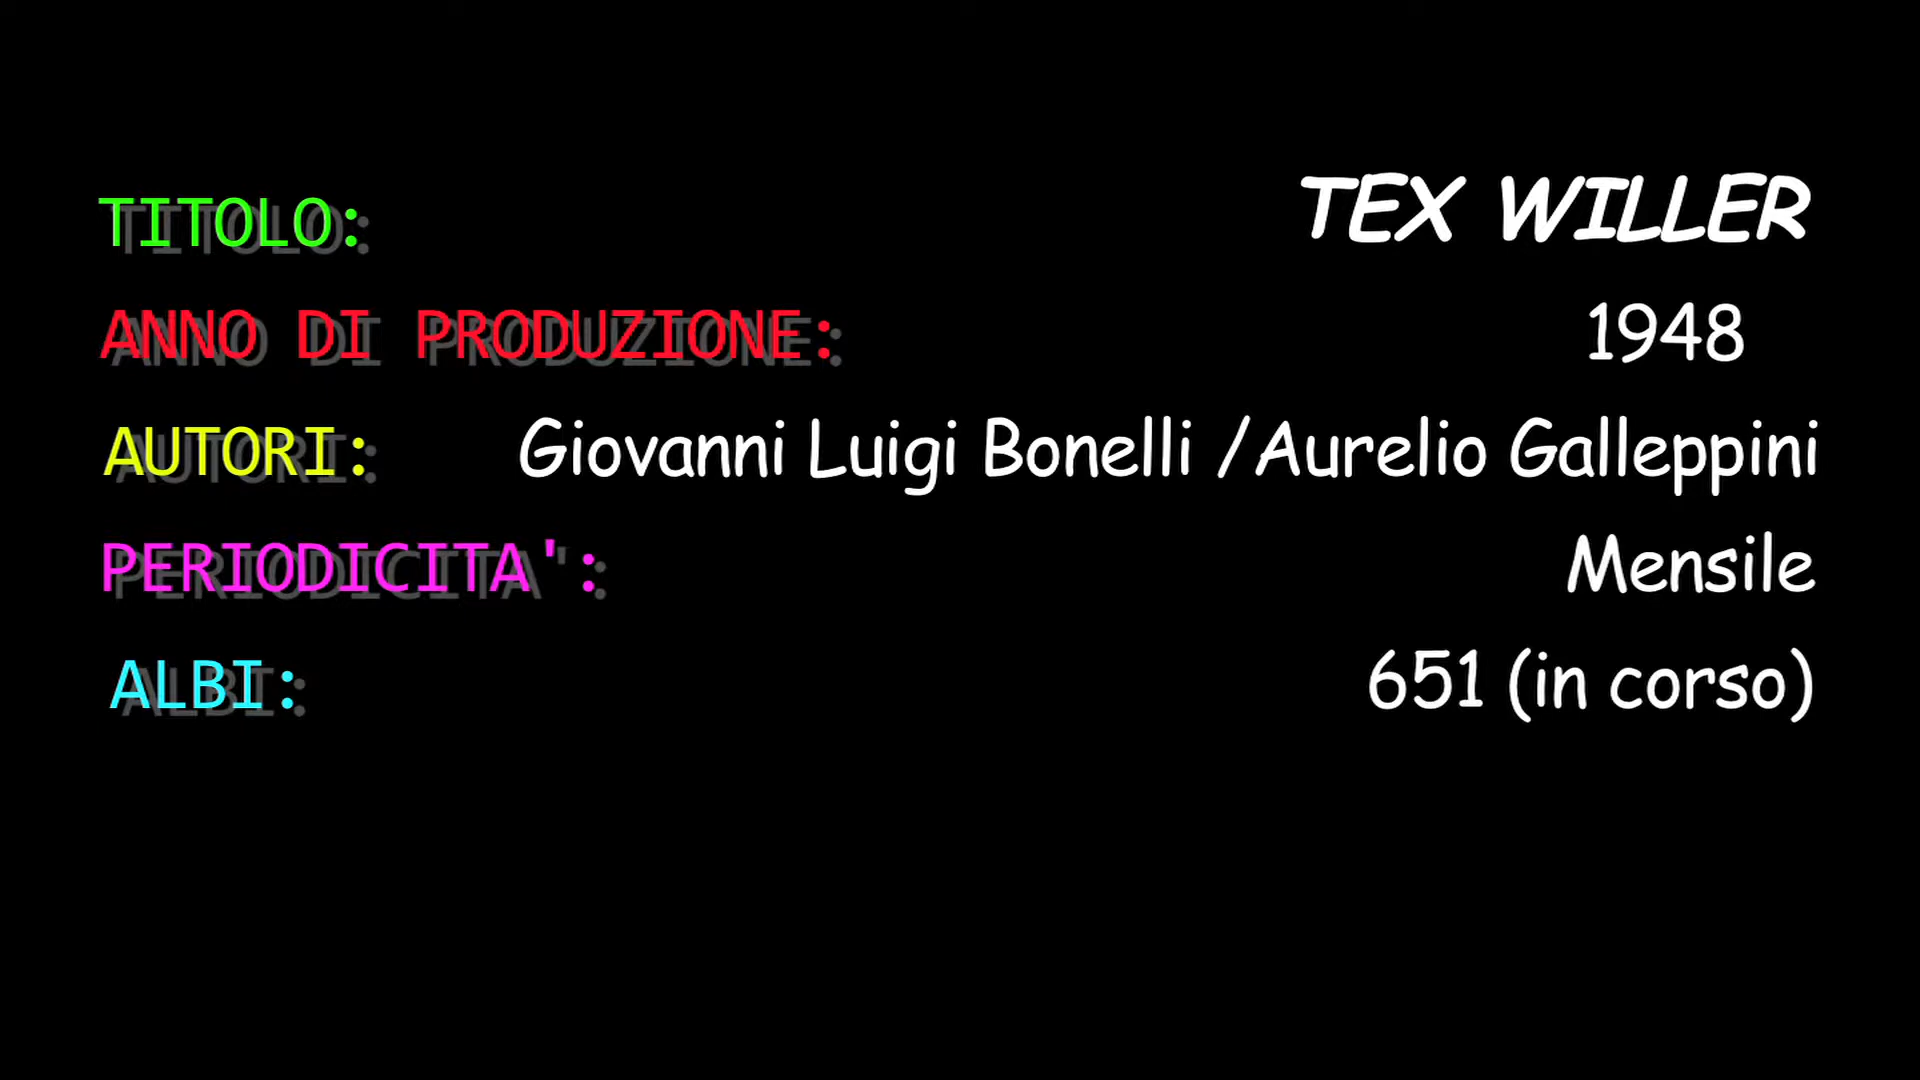 TITOLO: TEX WILLER
ANNO DI PRODUZIONE: 1948
AUTORI: Giovanni Luigi Bonelli /Aurelio Galleppini
PERIODICITA': Mensile
ALBI: 651 (in corso)